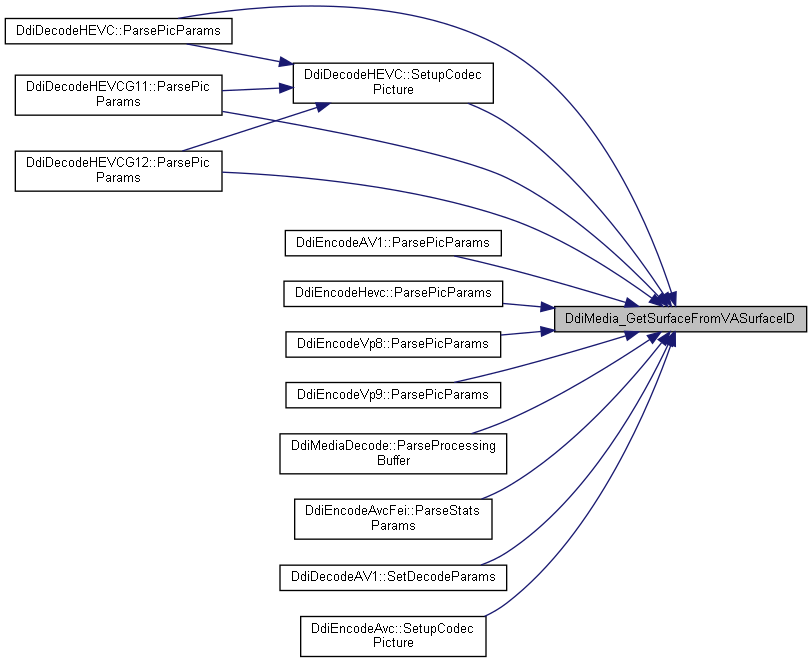 DdiDecodeHEVC::ParsePicParams
DdiDecodeHEVC::SetupCodec
Picture
DdiDecodeHEVCG11::ParsePic
Params
DdiDecodeHEVCG12::ParsePic
Params
DdiEncodeAV1::ParsePicParams
DdiEncodeHevc::ParsePicParams
DdiMedia_GetSurfaceFromVASurfaceID
DdiEncodeVp8::ParsePicParams
DdiEncodeVp9::ParsePicParams
DdiMediaDecode::ParseProcessing
Buffer
DdiEncodeAvcFei::ParseStats
Params
DdiDecodeAV1::SetDecodeParams
DdiEncodeAvc::SetupCodec
Picture